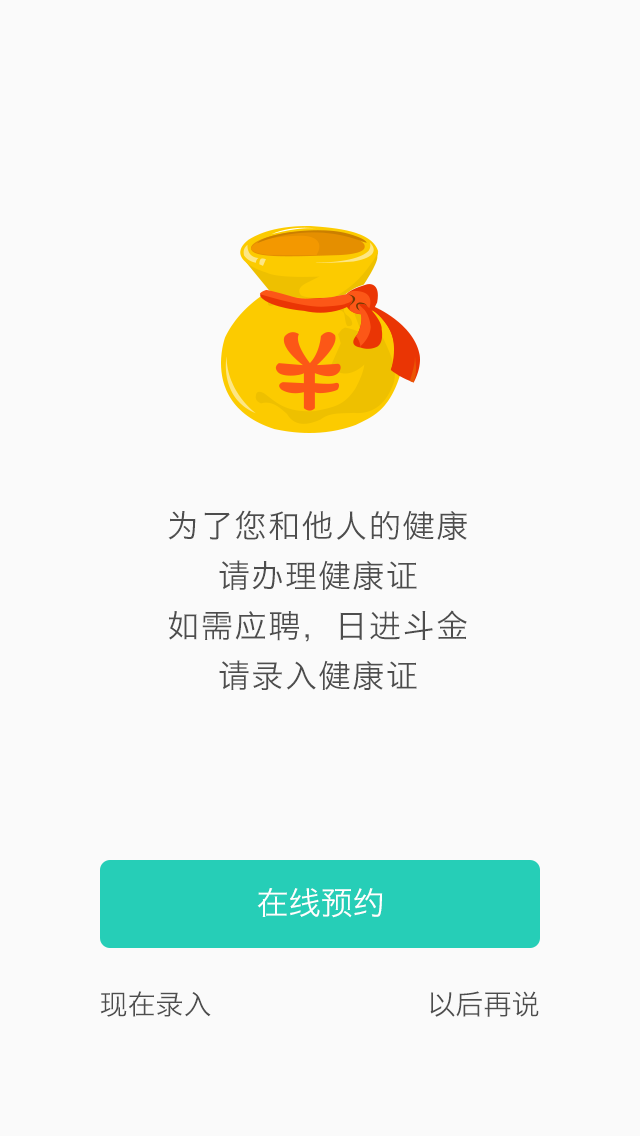 ¥
为了您和他人的健康
请办理健康证
如需应聘，日进斗金
请录入健康证
在线预约
现在录入
以后再说